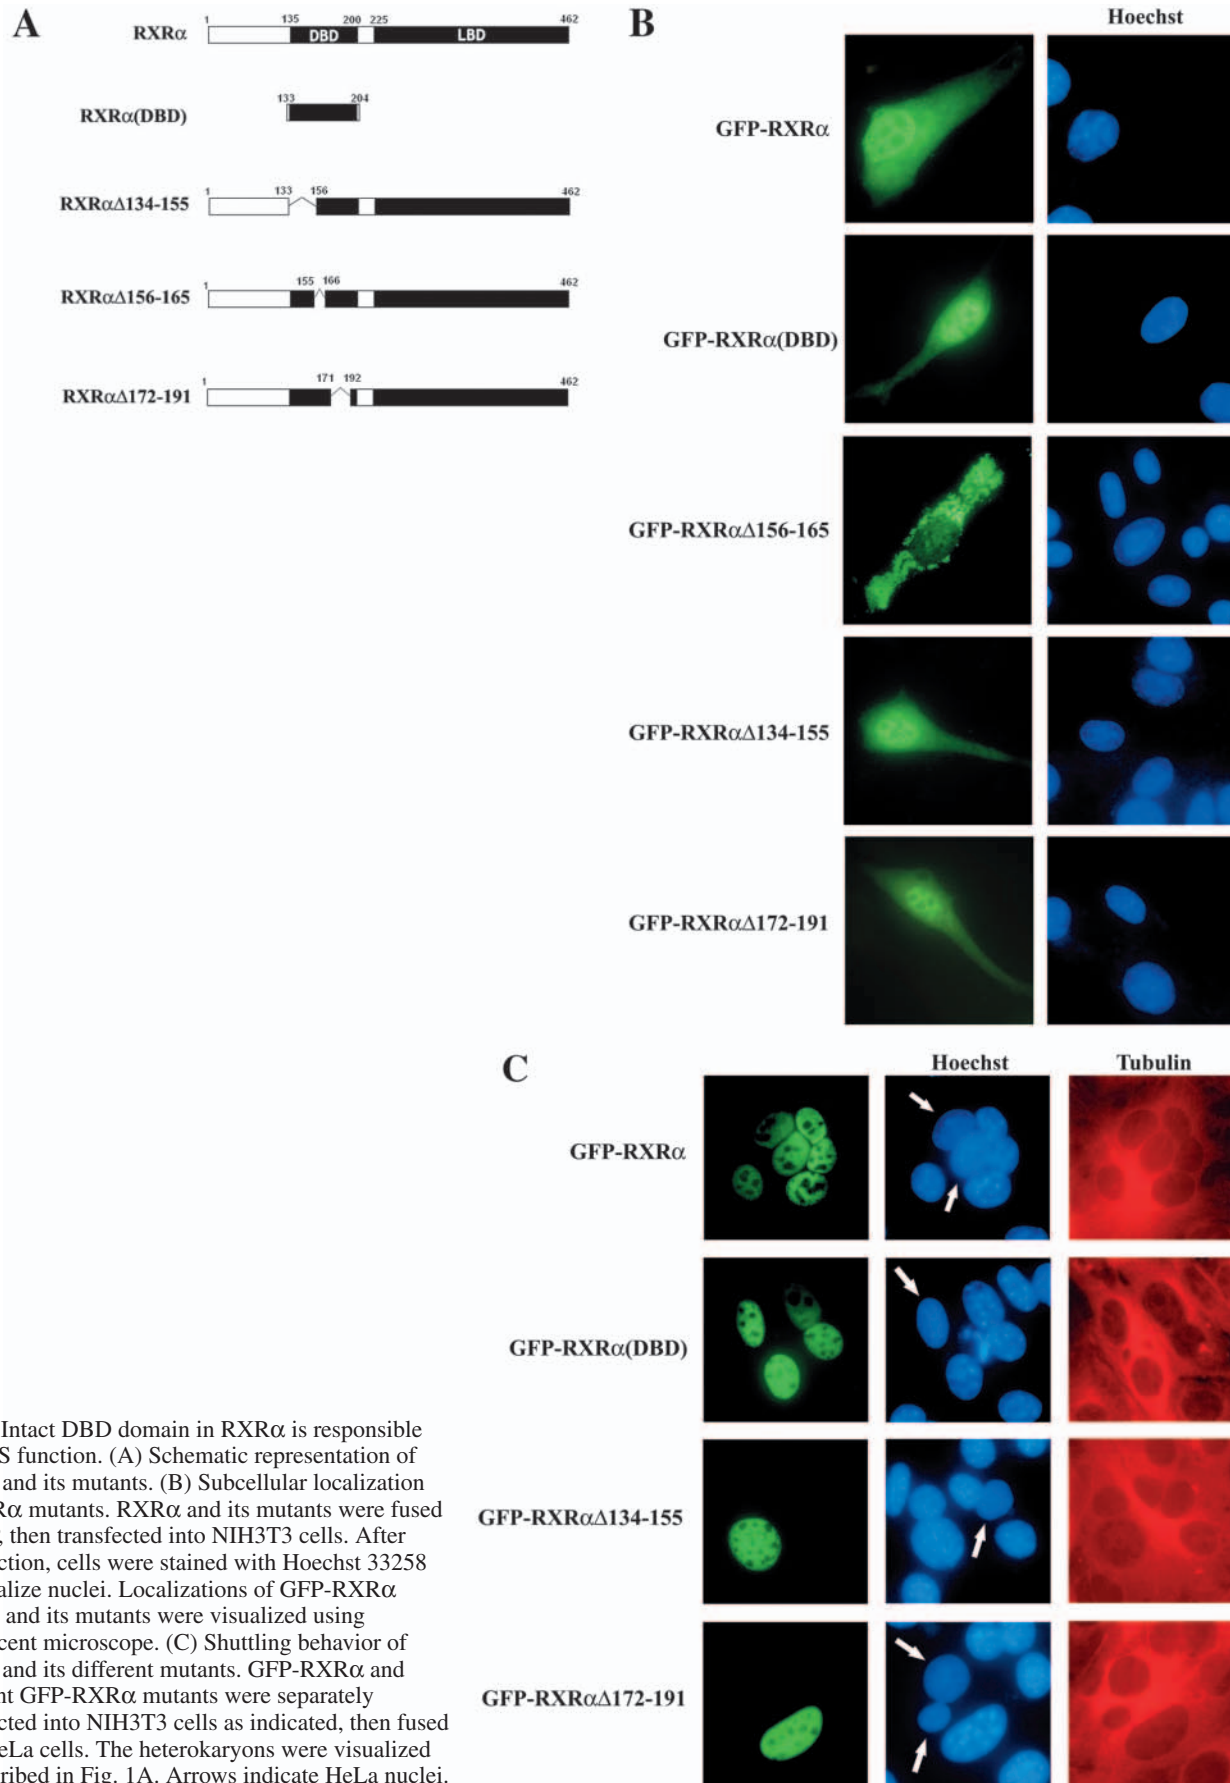 A
B
Hoechst
1 135 200 225 462
RXRα DBD LBD
133 204
RXRα(DBD)
1 133 156 462
RXRαΔ134-155
1 155 166 462
RXRαΔ156-165
1 171 192 462
RXRαΔ172-191
GFP-RXRα
GFP-RXRα(DBD)
GFP-RXRαΔ156-165
GFP-RXRαΔ134-155
GFP-RXRαΔ172-191
C
Hoechst Tubulin
GFP-RXRα
GFP-RXRα(DBD)
GFP-RXRαΔ134-155
GFP-RXRαΔ172-191
Intact DBD domain in RXRα is responsible
S function. (A) Schematic representation of
and its mutants. (B) Subcellular localization
Rα mutants. RXRα and its mutants were fused
, then transfected into NIH3T3 cells. After
ction, cells were stained with Hoechst 33258
alize nuclei. Localizations of GFP-RXRα
and its mutants were visualized using
cent microscope. (C) Shuttling behavior of
and its different mutants. GFP-RXRα and
nt GFP-RXRα mutants were separately
cted into NIH3T3 cells as indicated, then fused
eLa cells. The heterokaryons were visualized
ribed in Fig. 1A. Arrows indicate HeLa nuclei.